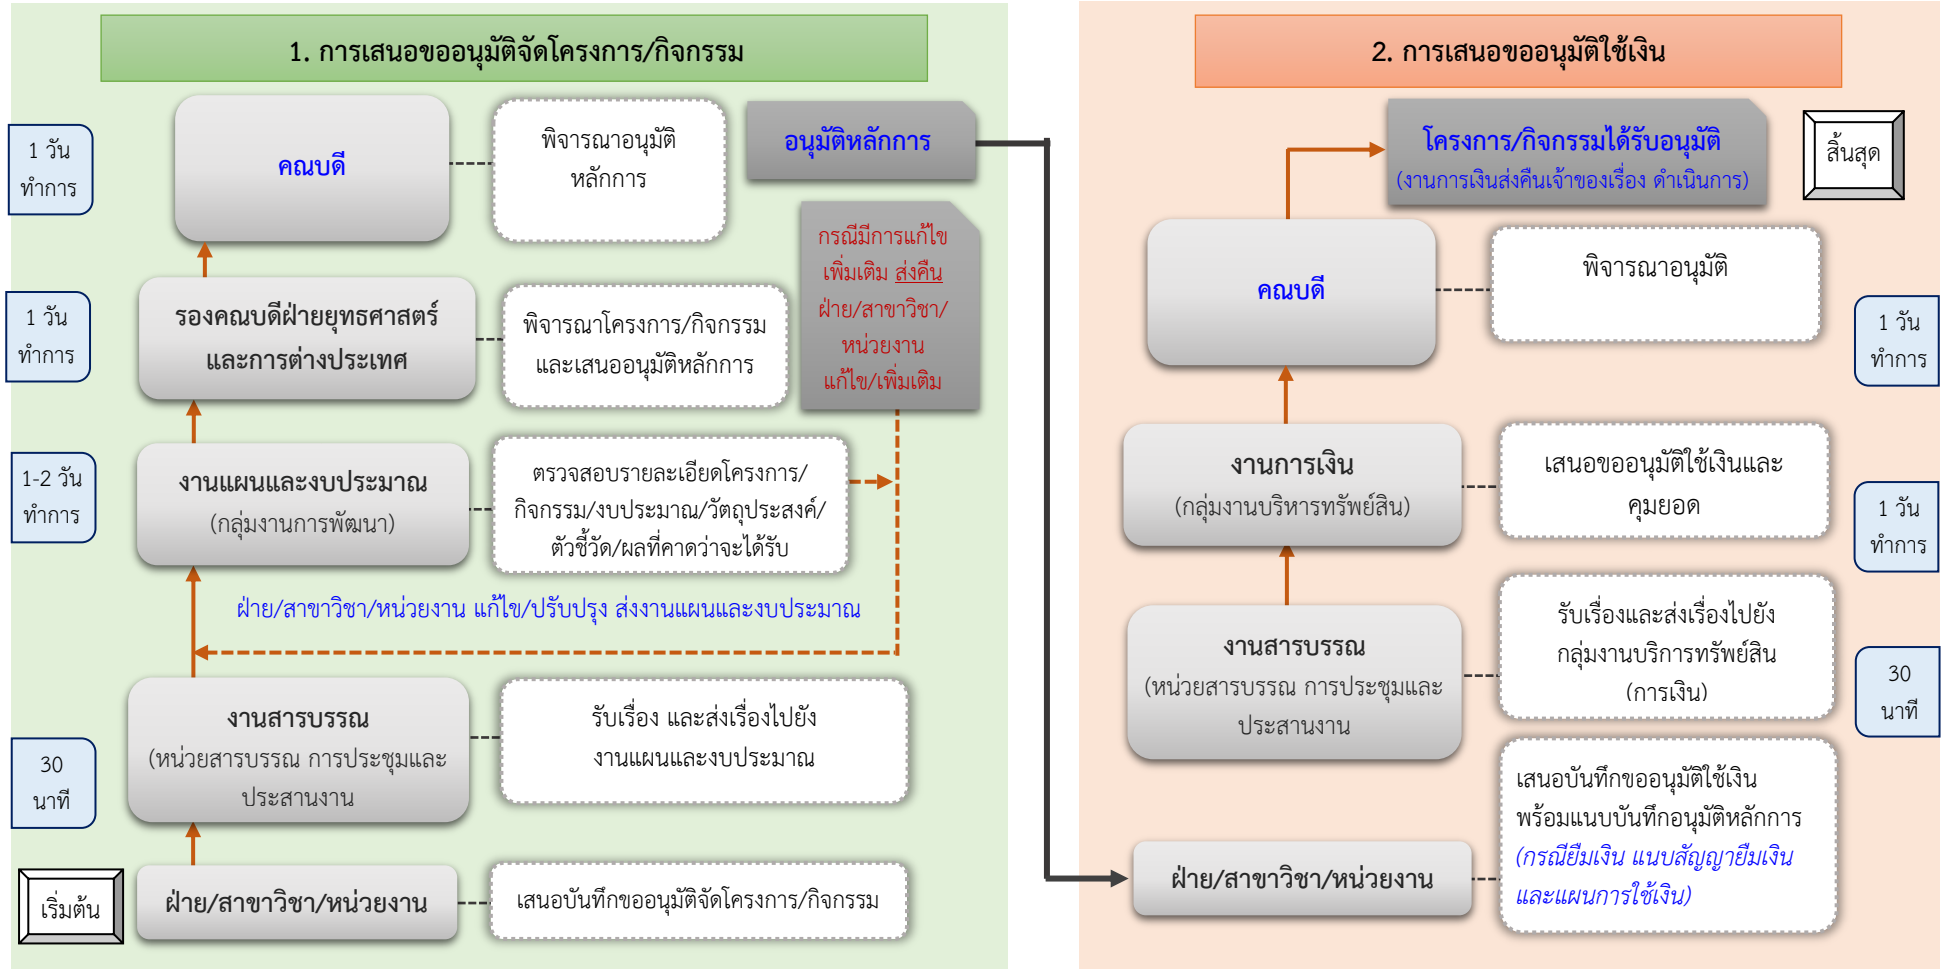 1. การเสนอขออนุมัติจัดโครงการ/กิจกรรม
1 วัน
ทำการ
คณบดี
พิจารณาอนุมัติ
หลักการ
อนุมัติหลักการ
กรณีมีการแก้ไข
เพิ่มเติม ส่งคืน
ฝ่าย/สาขาวิชา/
หน่วยงาน
แก้ไข/เพิ่มเติม
1 วัน
ทำการ
รองคณบดีฝ่ายยุทธศาสตร์
และการต่างประเทศ
พิจารณาโครงการ/กิจกรรม
และเสนออนุมัติหลักการ
1-2 วัน
ทำการ
งานแผนและงบประมาณ
(กลุ่มงานการพัฒนา)
ตรวจสอบรายละเอียดโครงการ/
กิจกรรม/งบประมาณ/วัตถุประสงค์/
ตัวชี้วัด/ผลที่คาดว่าจะได้รับ
ฝ่าย/สาขาวิชา/หน่วยงาน แก้ไข/ปรับปรุง ส่งงานแผนและงบประมาณ
30
นาที
งานสารบรรณ
(หน่วยสารบรรณ การประชุมและ
ประสานงาน
รับเรื่อง และส่งเรื่องไปยัง
งานแผนและงบประมาณ
เริ่มต้น
ฝ่าย/สาขาวิชา/หน่วยงาน
เสนอบันทึกขออนุมัติจัดโครงการ/กิจกรรม
2. การเสนอขออนุมัติใช้เงิน
โครงการ/กิจกรรมได้รับอนุมัติ
(งานการเงินส่งคืนเจ้าของเรื่อง ดำเนินการ)
สิ้นสุด
คณบดี
พิจารณาอนุมัติ
1 วัน
ทำการ
งานการเงิน
(กลุ่มงานบริหารทรัพย์สิน)
เสนอขออนุมัติใช้เงินและ
คุมยอด
1 วัน
ทำการ
งานสารบรรณ
(หน่วยสารบรรณ การประชุมและ
ประสานงาน
รับเรื่องและส่งเรื่องไปยัง
กลุ่มงานบริการทรัพย์สิน
(การเงิน)
30
นาที
ฝ่าย/สาขาวิชา/หน่วยงาน
เสนอบันทึกขออนุมัติใช้เงิน
พร้อมแนบบันทึกอนุมัติหลักการ
(กรณียืมเงิน แนบสัญญายืมเงิน
และแผนการใช้เงิน)